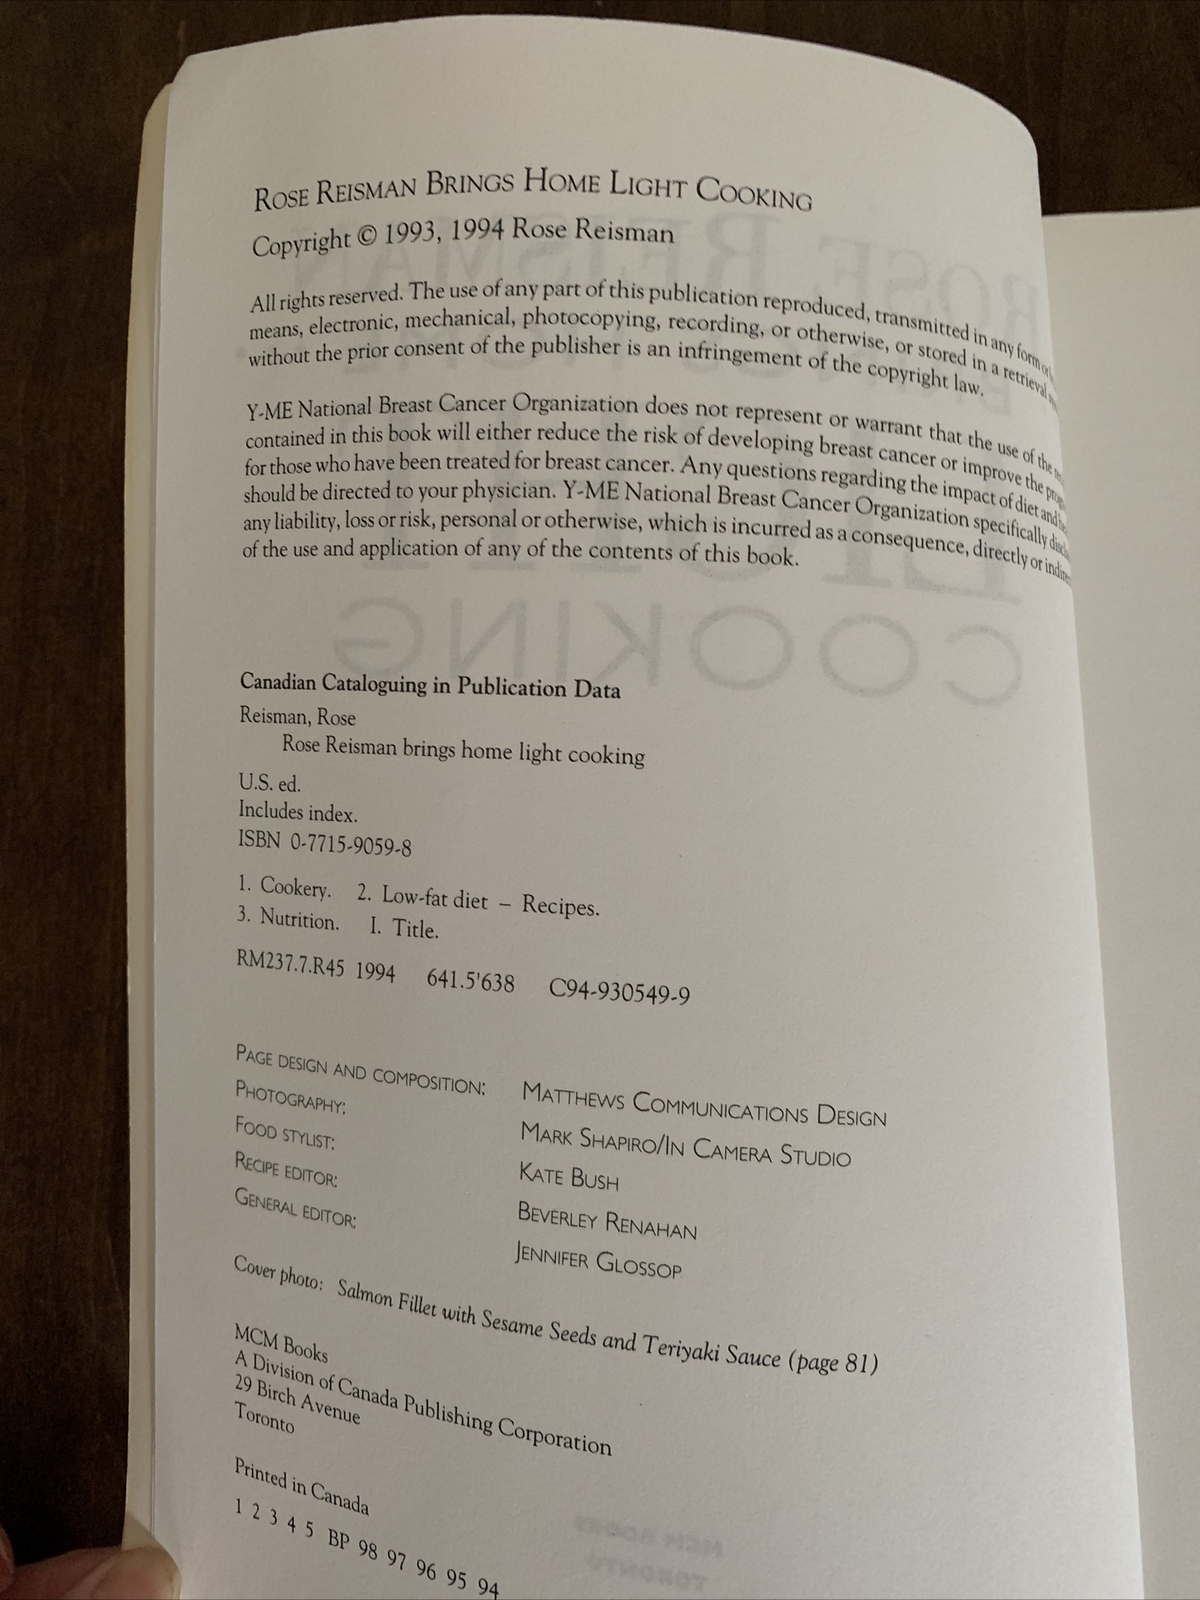 ROSE REISMAN BRINGS HOME LIGHT COOKING
Copyright © 1993, 1994 Rose Reisman
All rights reserved. The use of any part of this publication reproduced, transmitted in any form or
means, electronic, mechanical, photocopying, recording, or otherwise, or stored in a retrieval
without the prior consent of the publisher is an infringement of the copyright law.
Y-ME National Breast Cancer Organization does not represent or warrant that the use of the
contained in this book will either reduce the risk of developing breast cancer or improve the
for those who have been treated for breast cancer. Any questions regarding the impact of diet and
should be directed to your physician. Y-ME National Breast Cancer Organization specifically
any liability, loss or risk, personal or otherwise, which is incurred as a consequence, directly or
of the use and application of any of the contents of this book.
Canadian Cataloguing in Publication Data
Reisman, Rose
Rose Reisman brings home light cooking
U.S. ed.
Includes index.
ISBN 0-7715-9059-8
1. Cookery. 2. Low-fat diet – Recipes.
3. Nutrition. I. Title.
RM237.7.R45 1994 641.5'638 C94-930549-9
PAGE DESIGN AND COMPOSITION: MATTHEWS COMMUNICATIONS DESIGN
PHOTOGRAPHY: MARK SHAPIRO/IN CAMERA STUDIO
FOOD STYLIST: KATE BUSH
RECIPE EDITOR: BEVERLEY RENAHAN
GENERAL EDITOR: JENNIFER GLOSSOP
Cover photo: Salmon Fillet with Sesame Seeds and Teriyaki Sauce (page 81)
MCM Books
A Division of Canada Publishing Corporation
29 Birch Avenue
Toronto
Printed in Canada
1 2 3 4 5 BP 98 97 96 95 94